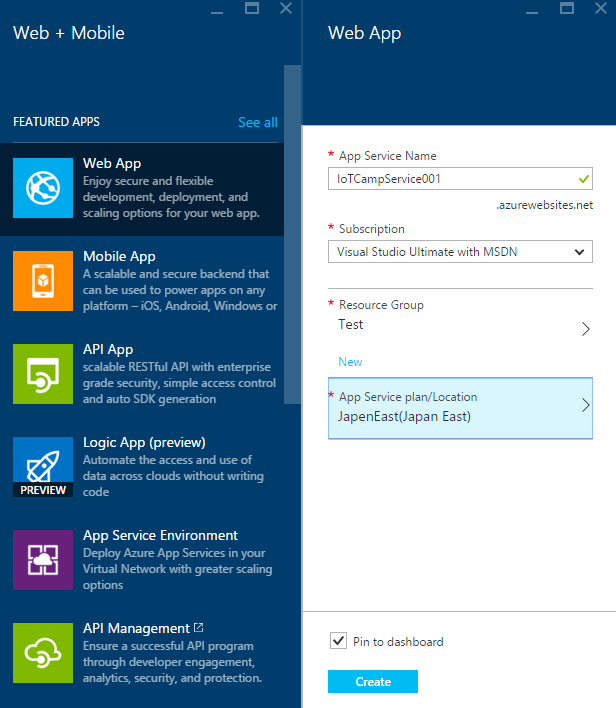 Web + Mobile
FEATURED APPS
See all
Web App
Enjoy secure and flexible
development, deployment, and
scaling options for your web app.
Mobile App
A scalable and secure backend that
can be used to power apps on any
platform – iOS, Android, Windows or
API App
scalable RESTful API with enterprise
grade security, simple access control
and auto SDK generation
PREVIEW
Logic App (preview)
Automate the access and use of
data across clouds without writing
code
App Service Environment
Deploy Azure App Services in your
Virtual Network with greater scaling
options
API Management
Ensure a successful API program
through developer engagement,
analytics, security, and protection.
Web App
* App Service Name
IoTCampService001
.azurewebsites.net
* Subscription
Visual Studio Ultimate with MSDN
* Resource Group
Test
New
* App Service plan/Location
JapenEast(Japan East)
Pin to dashboard
Create